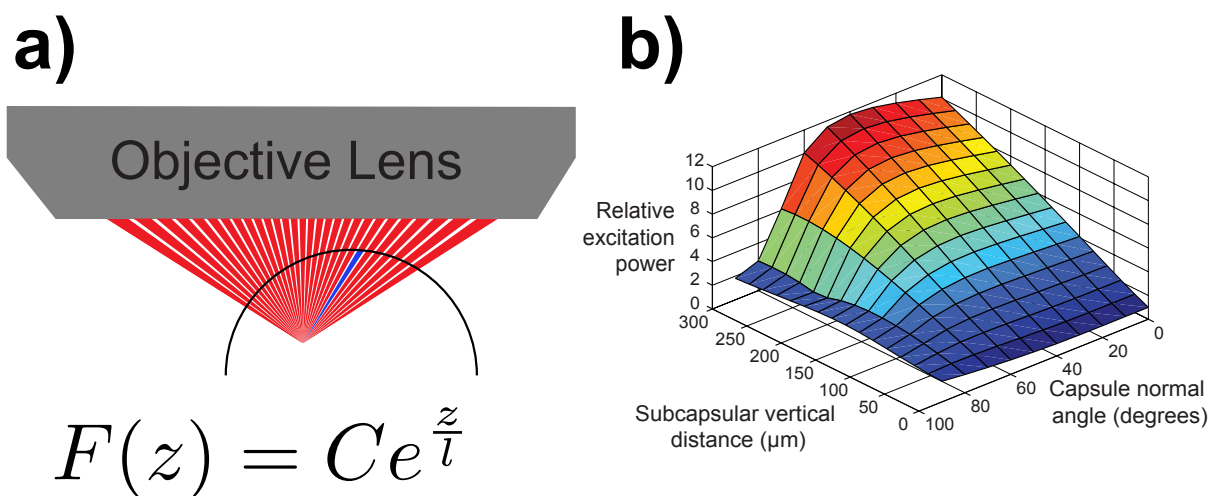 a)
Objective Lens
F(z) = Ce^{\frac{z}{l}}
b)
Relative
excitation
power
12
10
8
6
4
2
0
300
250
200
150
100
50
0
Subcapsular vertical
distance (µm)
100
80
60
40
20
0
Capsule normal
angle (degrees)